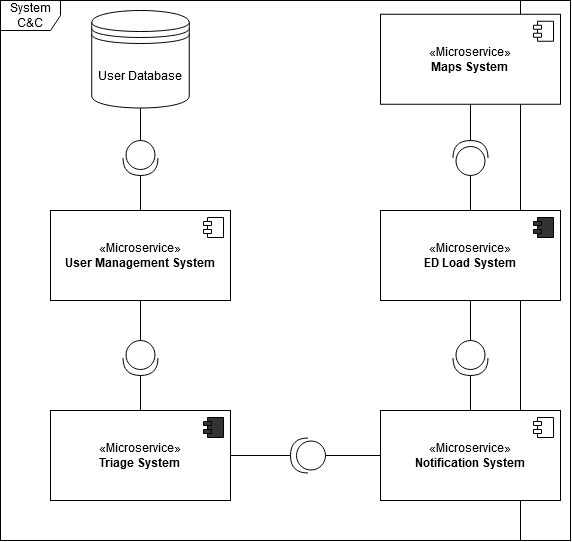 System
C&C
User Database
«Microservice»
Maps System
«Microservice»
User Management System
«Microservice»
ED Load System
«Microservice»
Triage System
«Microservice»
Notification System